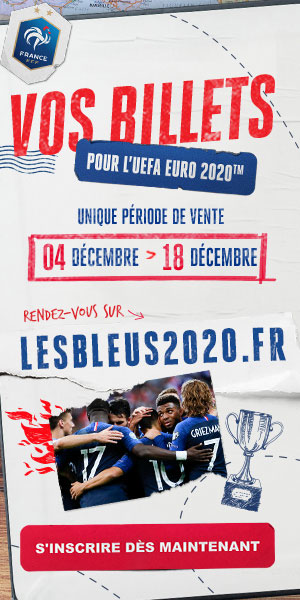 FRANCE
FFF
VOS BILLETS
POUR L'UEFA EURO 2020™
UNIQUE PÉRIODE DE VENTE
04 DÉCEMBRE > 18 DÉCEMBRE
RENDEZ-VOUS SUR
LESBLEUS2020.FR
GRIEZMANN
17
10
7
S'INSCRIRE DÈS MAINTENANT